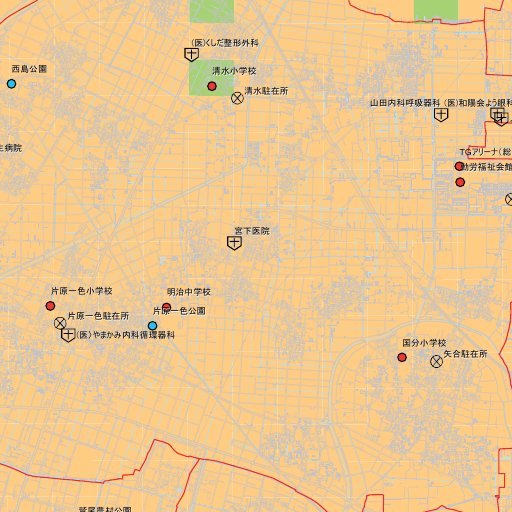 (医)くしだ整形外科
西島公園
清水小学校
清水駐在所
山田内科呼吸器科
(医)和陽会よう眼科
生病院
TGアリーナ(総
勤労福祉会館
宮下医院
片原一色小学校
明治中学校
片原一色公園
片原一色駐在所
(医)やまかみ内科循環器科
国分小学校
矢合駐在所
鷲尾農村公園